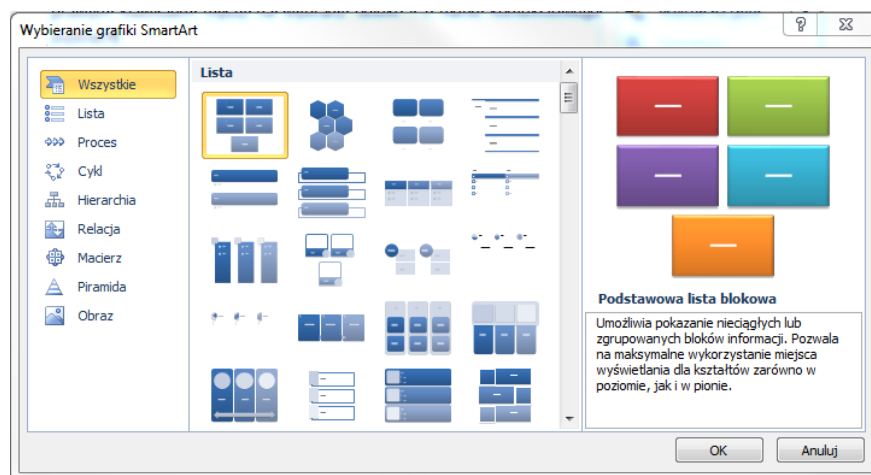 Wybieranie grafiki SmartArt
Wszystkie
Lista
Proces
Cykl
Hierarchia
Relacja
Macierz
Piramida
Obraz
Lista
Podstawowa lista blokowa
Umożliwia pokazanie nieciągłych lub
zgrupowanych bloków informacji. Pozwala
na maksymalne wykorzystanie miejsca
wyświetlania dla kształtów zarówno w
poziomie, jak i w pionie.
OK
Anuluj